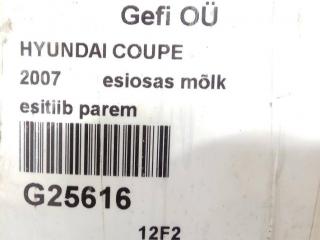 Gefi OÜ
HYUNDAI COUPE
2007 esiosas mõlk
esitiib parem
G25616
12F2